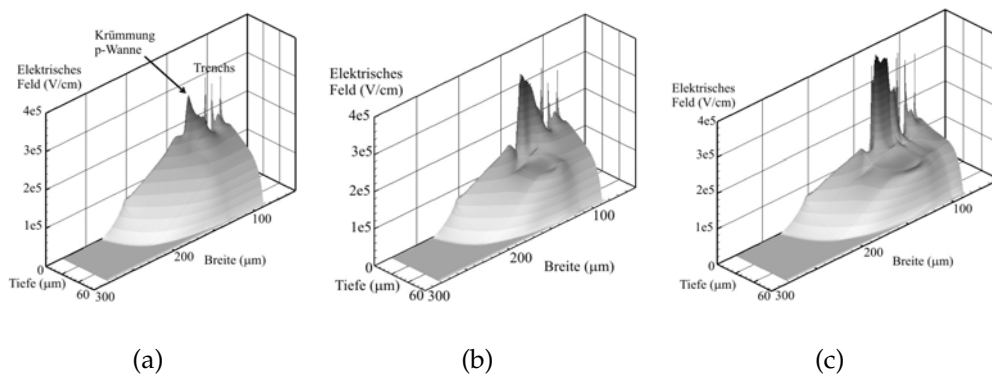 Krümmung
p-Wanne
Elektrisches
Feld (V/cm)
Trenchs
4e5
3e5
2e5
1e5
0
Tiefe (µm)
60
300
200
Breite (µm)
100
(a)
Elektrisches
Feld (V/cm)
4e5
3e5
2e5
1e5
0
Tiefe (µm)
60
300
200
Breite (µm)
100
(b)
Elektrisches
Feld (V/cm)
4e5
3e5
2e5
1e5
0
Tiefe (µm)
60
300
200
Breite (µm)
100
(c)